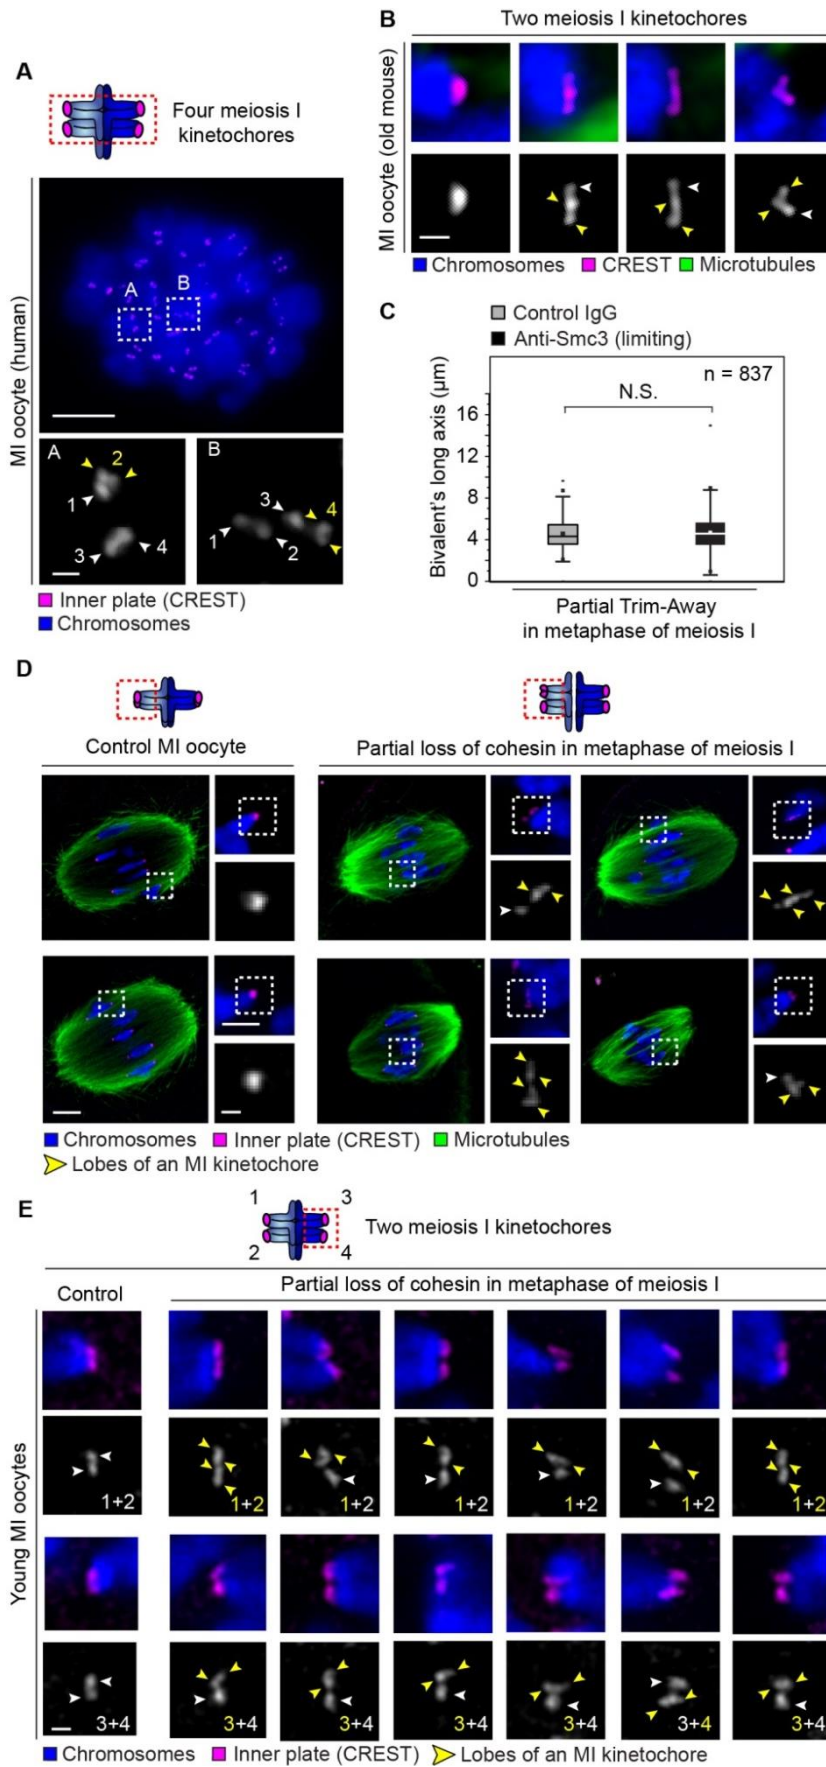 A
Four meiosis I
kinetochores
MI oocyte (human)
A
B
A
2
1
3
4
B
3
4
1
2
Inner plate (CREST)
Chromosomes
B
Two meiosis I kinetochores
MI oocyte (old mouse)
Chromosomes CREST Microtubules
C
Control IgG
Anti-Smc3 (limiting)
n = 837
N.S.
Bivalent's long axis (µm)
16
12
8
4
0
Partial Trim-Away
in metaphase of meiosis I
D
Control MI oocyte
Partial loss of cohesin in metaphase of meiosis I
Chromosomes Inner plate (CREST) Microtubules
Lobes of an MI kinetochore
E
1 3
2 4
Two meiosis I kinetochores
Control
Partial loss of cohesin in metaphase of meiosis I
Young MI oocytes
1+2 1+2 1+2 1+2 1+2 1+2 1+2
3+4 3+4 3+4 3+4 3+4 3+4 3+4
Chromosomes Inner plate (CREST) Lobes of an MI kinetochore